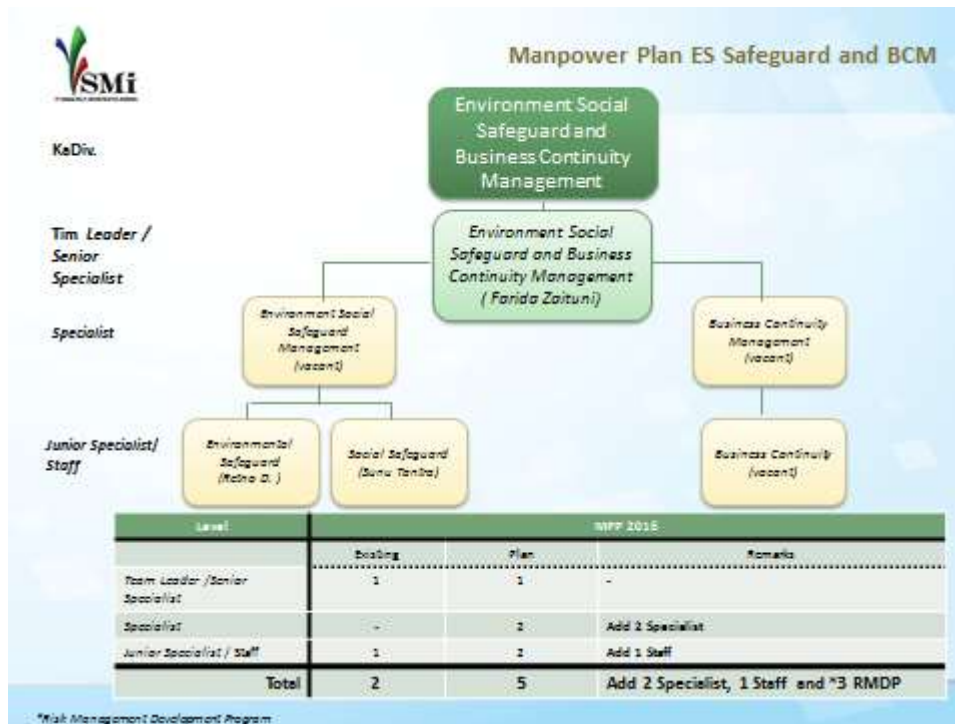 SMi
Manpower Plan ES Safeguard and BCM
KaDiv.
Environment Social
Safeguard and
Business Continuity
Management
Tim Leader /
Senior
Specialist
Environment Social
Safeguard and Business
Continuity Management
( Farida Zaituni)
Specialist
Environment Social
Safeguard
Management
(vacant)
Business Continuity
Management
(vacant)
Junior Specialist/
Staff
Environmental
Safeguard
(Ratna D. )
Social Safeguard
(Sunu Tantra)
Business Continuity
(vacant)
Level MPP 2016
Existing Plan Remarks
Team Leader /Senior
Specialist
1 1 -
Specialist - 2 Add 2 Specialist
Junior Specialist / Staff 1 2 Add 1 Staff
Total 2 5 Add 2 Specialist, 1 Staff and *3 RMDP
*Risk Management Development Program